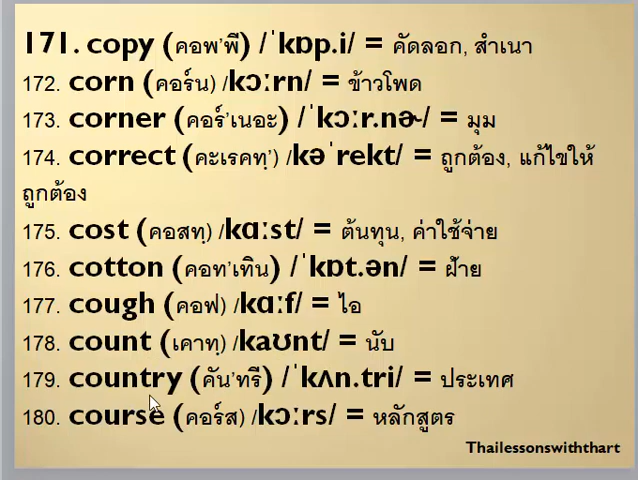 171. copy (คอพ'พี) /ˈkɒp.i/ = คัดลอก, สำเนา
172. corn (คอร์น) /kɔːrn/ = ข้าวโพด
173. corner (คอร์'เนอะ) /ˈkɔːr.nɚ/ = มุม
174. correct (คะเรคทฺ') /kəˈrekt/ = ถูกต้อง, แก้ไขให้
ถูกต้อง
175. cost (คอสทฺ) /kɑːst/ = ต้นทุน, ค่าใช้จ่าย
176. cotton (คอท'เทิน) /ˈkɒt.ən/ = ฝ้าย
177. cough (คอฟ) /kɑːf/ = ไอ
178. count (เคาทฺ) /kaʊnt/ = นับ
179. country (คัน'ทรี) /ˈkʌn.tri/ = ประเทศ
180. course (คอร์ส) /kɔːrs/ = หลักสูตร
Thailessonswiththart